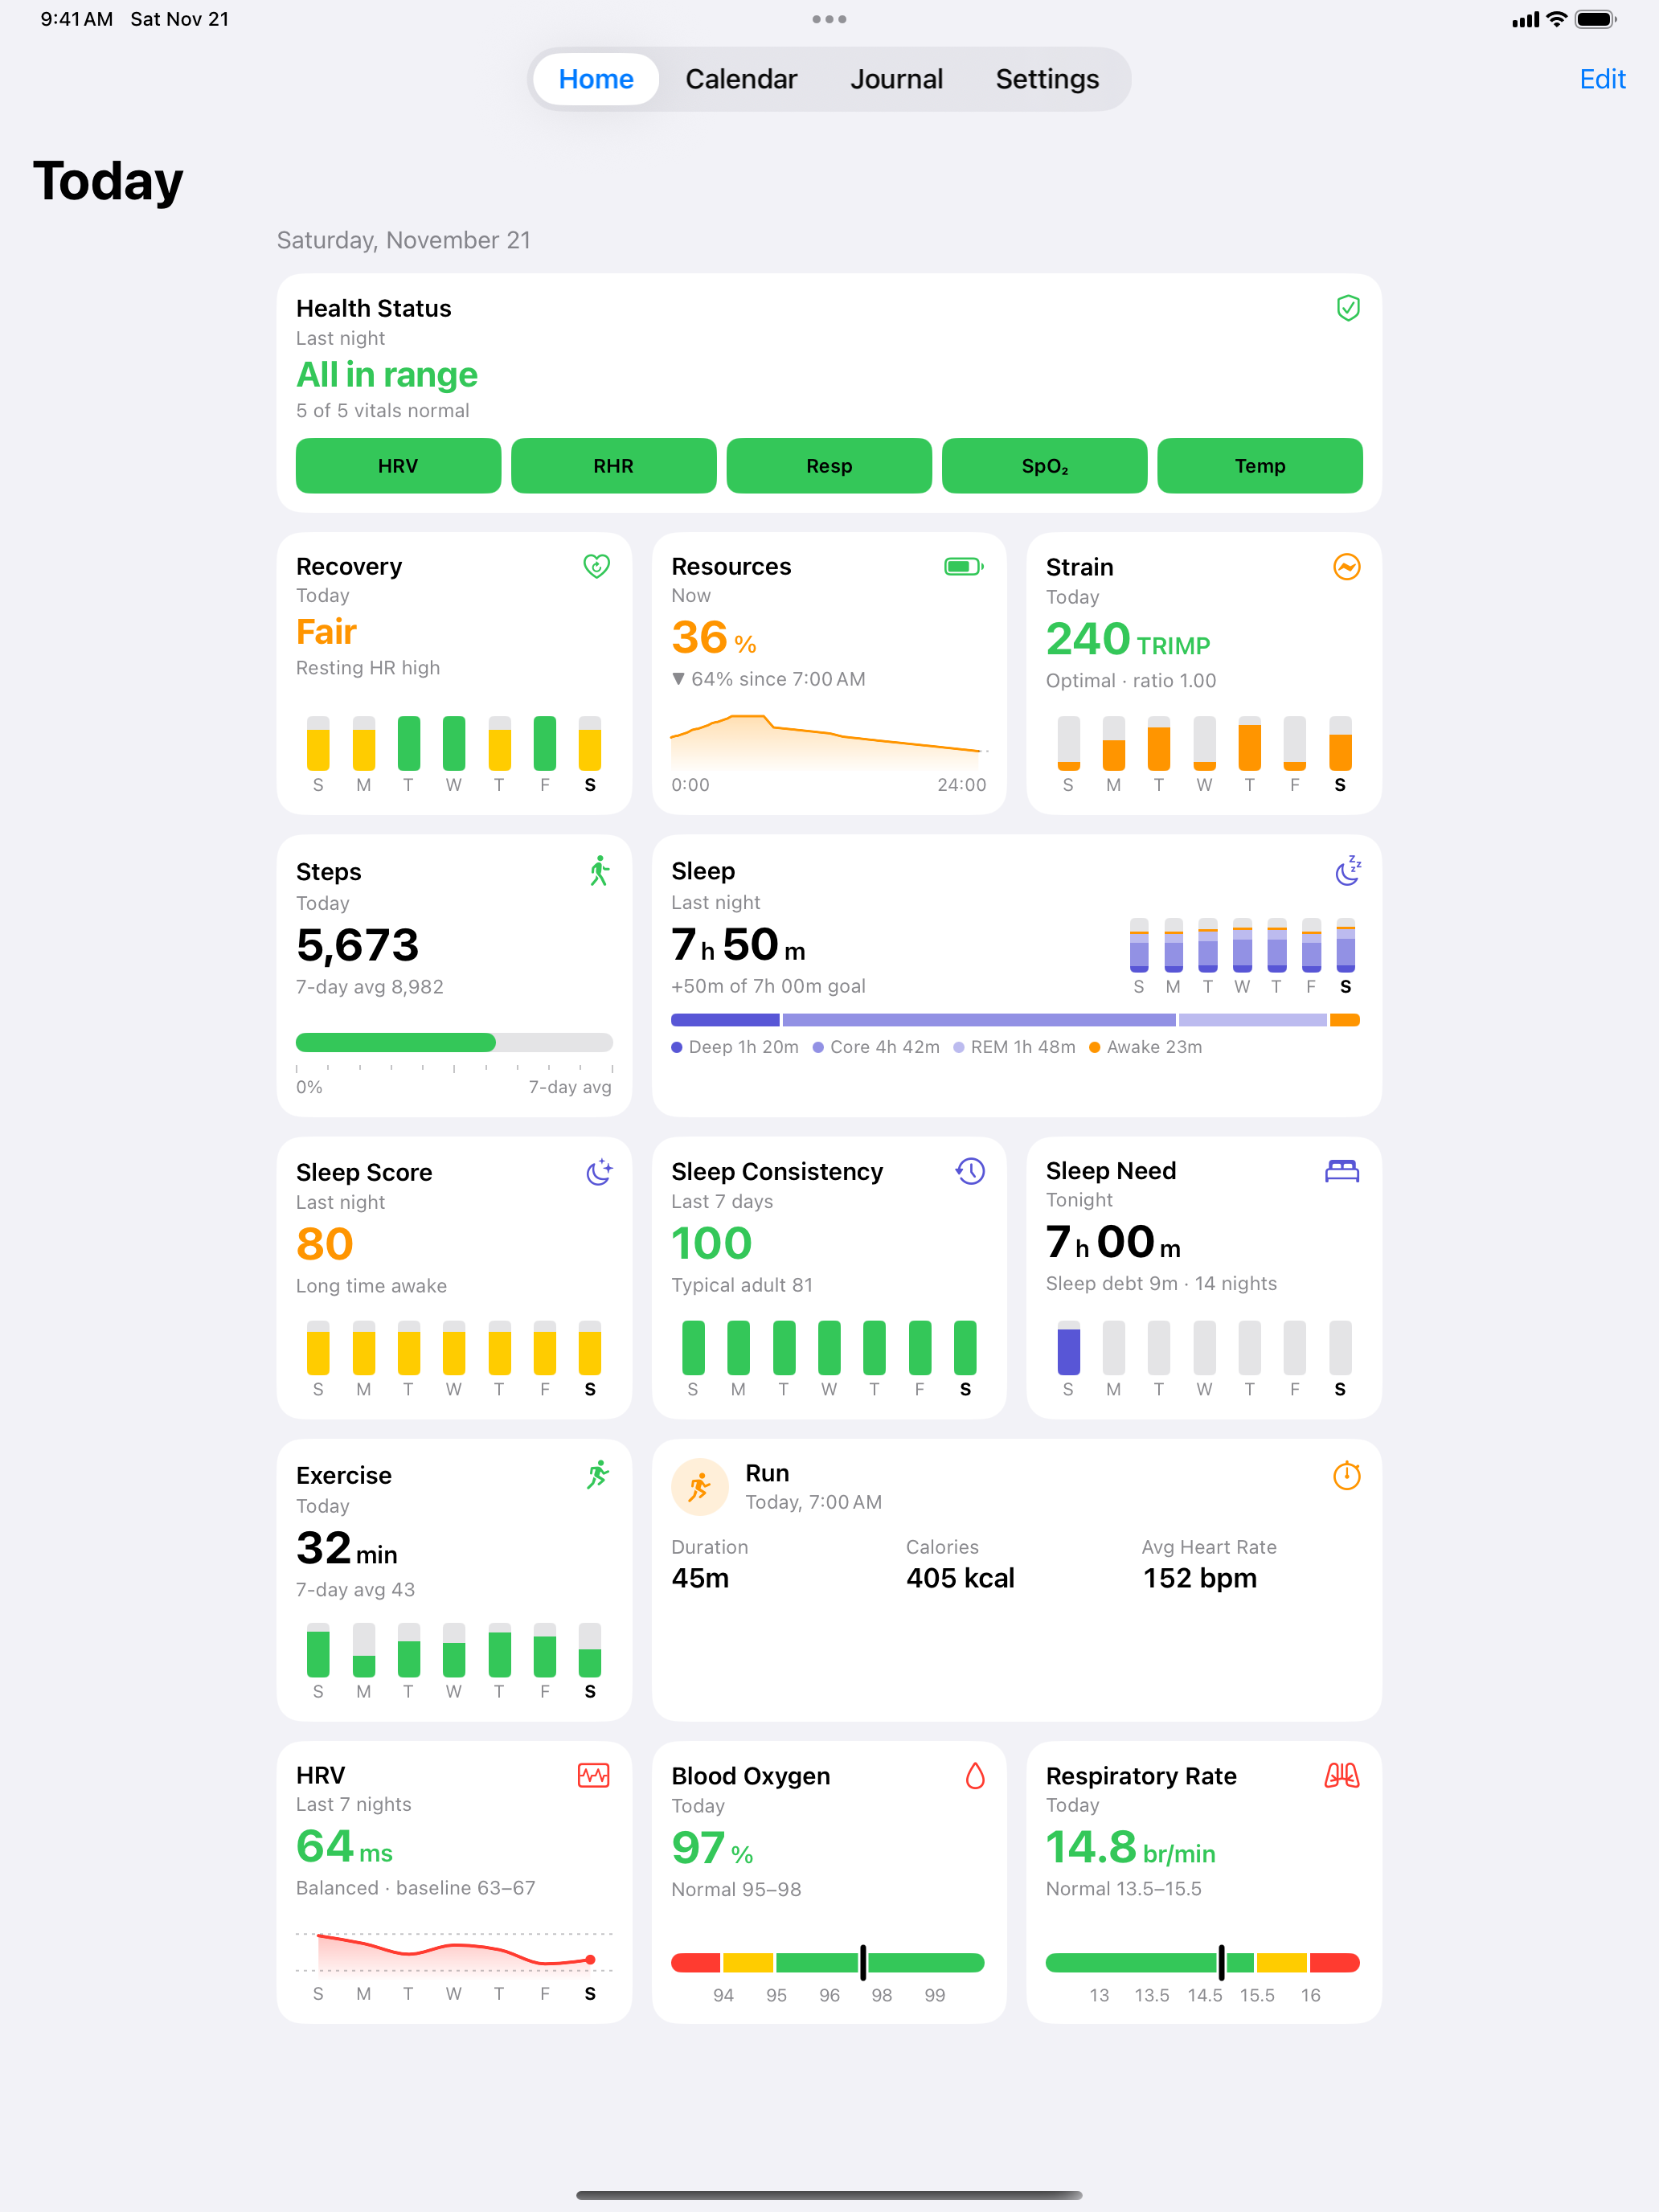 9:41 AM Sat Nov 21
Home Calendar Journal Settings
Edit
Today
Saturday, November 21
Health Status
Last night
All in range
5 of 5 vitals normal
HRV RHR Resp SpO₂ Temp
Recovery
Today
Fair
Resting HR high
S M T W T F S
Resources
Now
36 %
▼ 64% since 7:00 AM
0:00 24:00
Strain
Today
240 TRIMP
Optimal · ratio 1.00
S M T W T F S
Steps
Today
5,673
7-day avg 8,982
0% 7-day avg
Sleep
Last night
7 h 50 m
+50m of 7h 00m goal
S M T W T F S
Deep 1h 20m Core 4h 42m REM 1h 48m Awake 23m
Sleep Score
Last night
80
Long time awake
S M T W T F S
Sleep Consistency
Last 7 days
100
Typical adult 81
S M T W T F S
Sleep Need
Tonight
7 h 00 m
Sleep debt 9m · 14 nights
S M T W T F S
Exercise
Today
32 min
7-day avg 43
S M T W T F S
Run
Today, 7:00 AM
Duration Calories Avg Heart Rate
45m 405 kcal 152 bpm
HRV
Last 7 nights
64 ms
Balanced · baseline 63–67
S M T W T F S
Blood Oxygen
Today
97 %
Normal 95–98
94 95 96 98 99
Respiratory Rate
Today
14.8 br/min
Normal 13.5–15.5
13 13.5 14.5 15.5 16